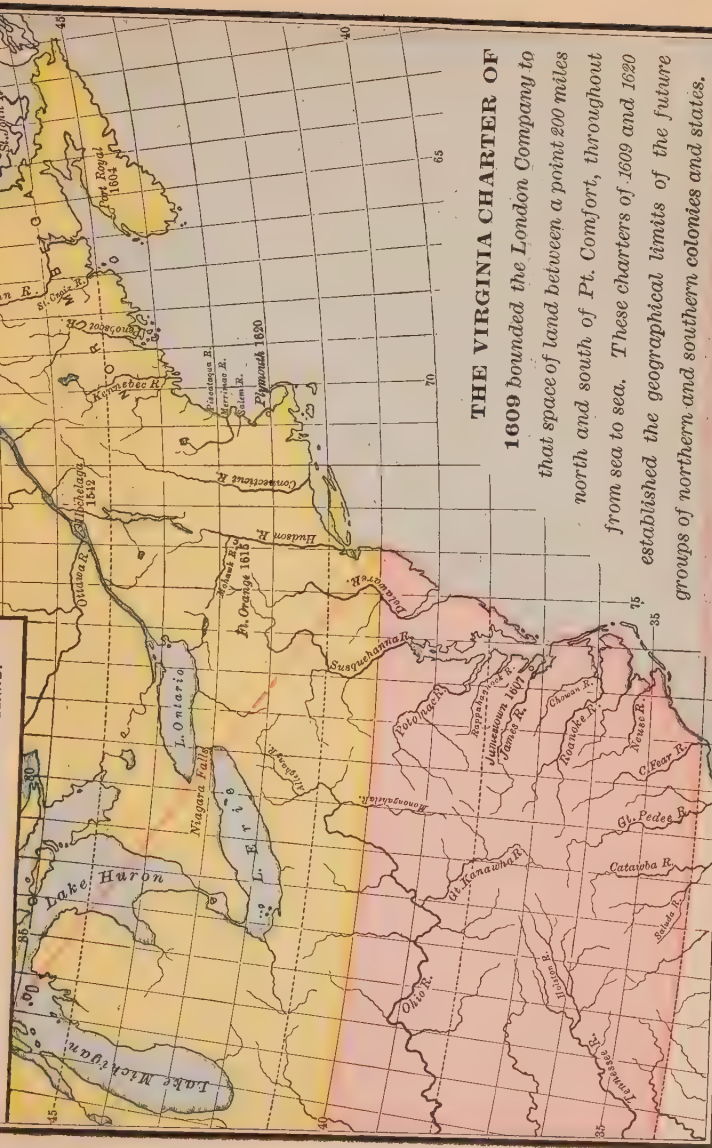 THE VIRGINIA CHARTER OF
1609 bounded the London Company to
that space of land between a point 200 miles
north and south of Pt. Comfort, throughout
from sea to sea. These charters of 1609 and 1620
established the geographical limits of the future
groups of northern and southern colonies and states.
45
40
65
70
75
35
80
85
45
40
35
Port Royal
1604
St. Croix R.
Penobscot R.
Kennebec R.
Piscataqua R.
Merrimac R.
Salem R.
Plymouth 1620
Connecticut R.
Hochelaga
1542
Ottawa R.
Hudson R.
Mohawk R.
Ft. Orange 1615
Delaware R.
Susquehanna R.
L. Ontario
Niagara Falls
L. Erie
Lake Huron
Lake Michigan
Alleghany R.
Monongahela R.
Potomac R.
Rappahannock R.
Jamestown 1607
James R.
Chowan R.
Roanoke R.
Neuse R.
C. Fear R.
Gt. Pedee R.
Catawba R.
Saluda R.
Gt. Kanawha R.
Ohio R.
Holston R.
Tennessee R.